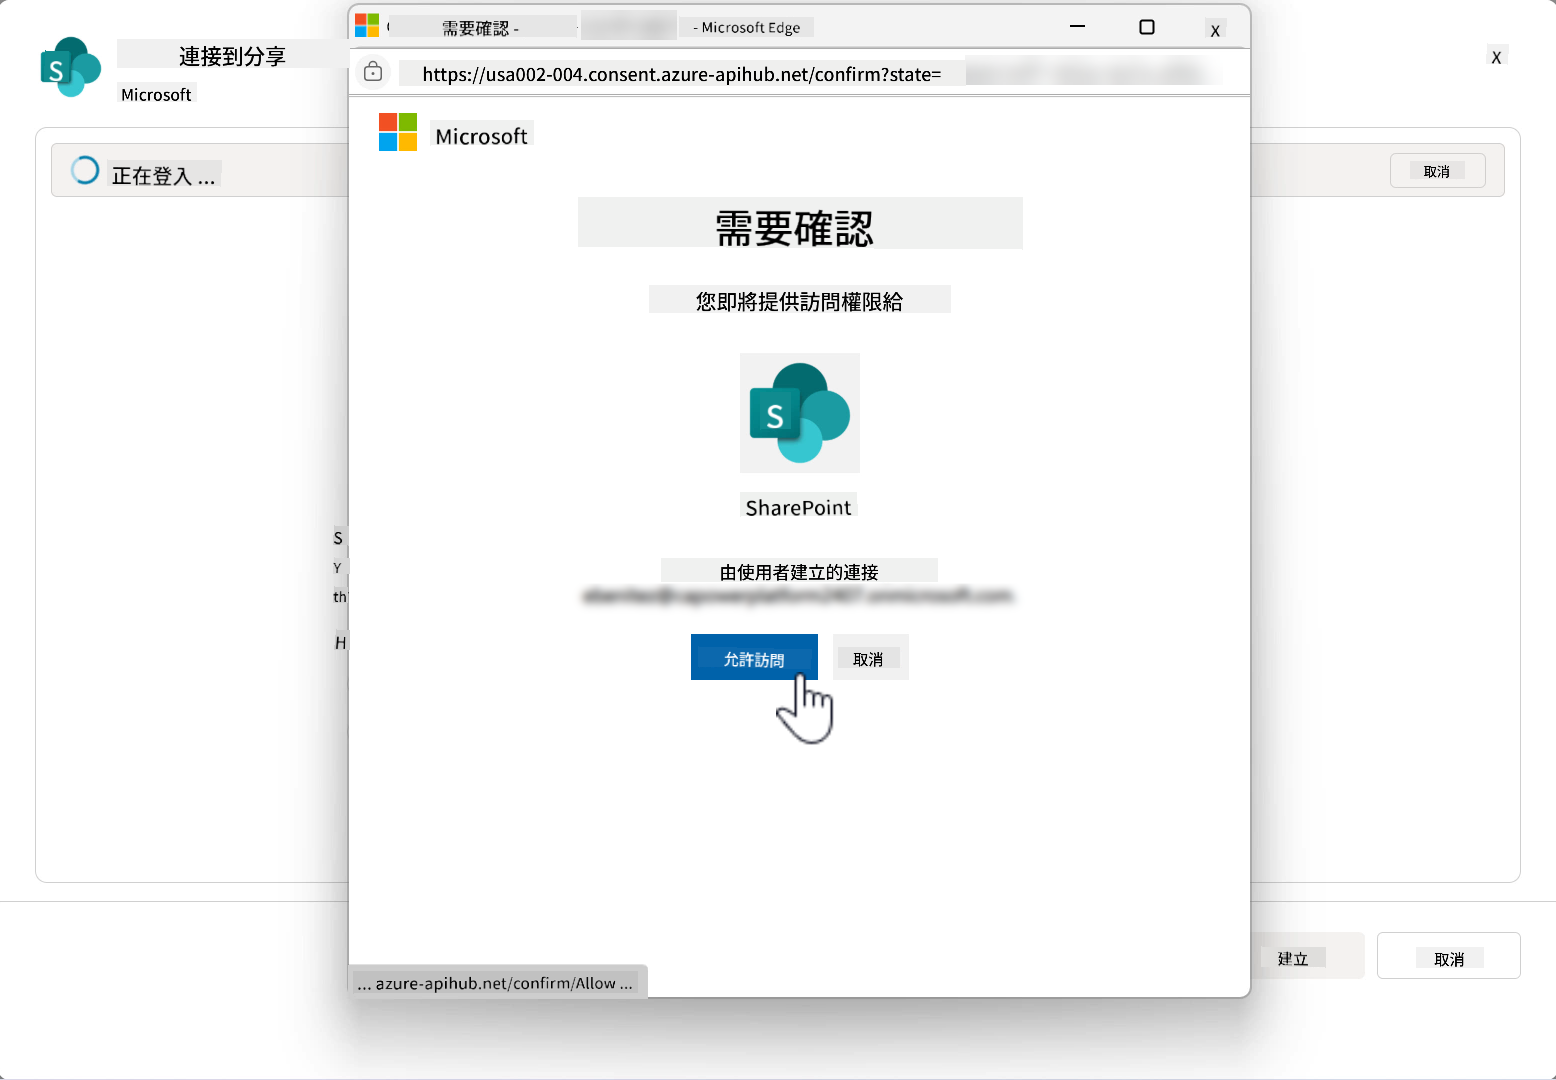 連接到分享
Microsoft
X
正在登入 ...
取消
需要確認 -
- Microsoft Edge
X
https://usa002-004.consent.azure-apihub.net/confirm?state=
Microsoft
需要確認
您即將提供訪問權限給
S
SharePoint
由使用者建立的連接
允許訪問
取消
S
Y
th
H
... azure-apihub.net/confirm/Allow ...
建立
取消